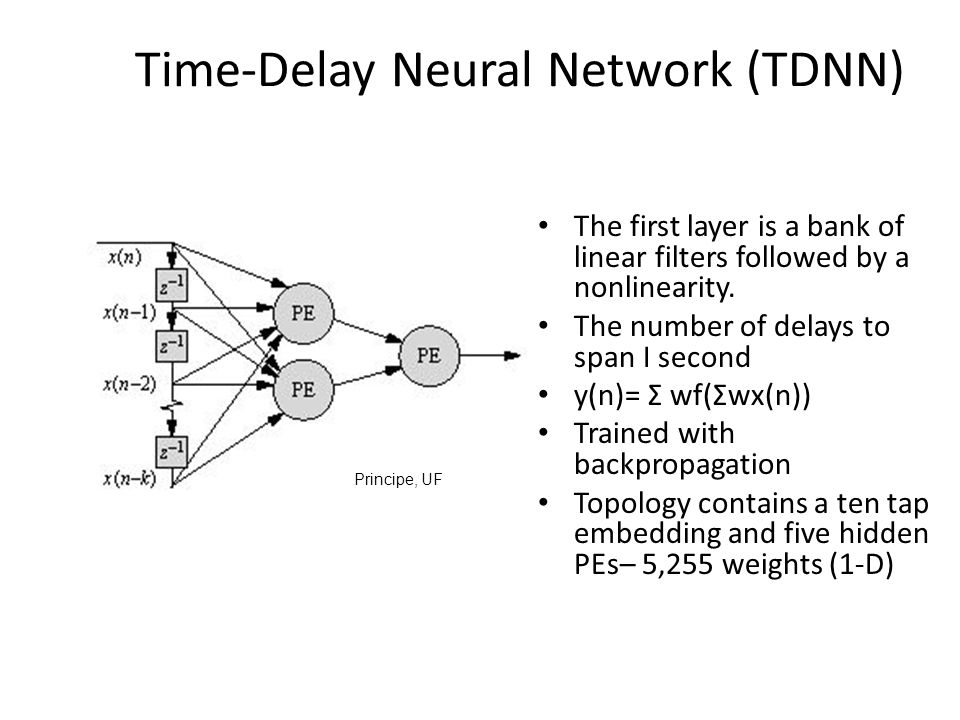 Time-Delay Neural Network (TDNN)
x(n)
z⁻¹
x(n-1)
z⁻¹
x(n-2)
z⁻¹
x(n-k)
PE
PE
PE
Principe, UF
• The first layer is a bank of
linear filters followed by a
nonlinearity.
• The number of delays to
span I second
• y(n)= Σ wf(Σwx(n))
• Trained with
backpropagation
• Topology contains a ten tap
embedding and five hidden
PEs– 5,255 weights (1-D)